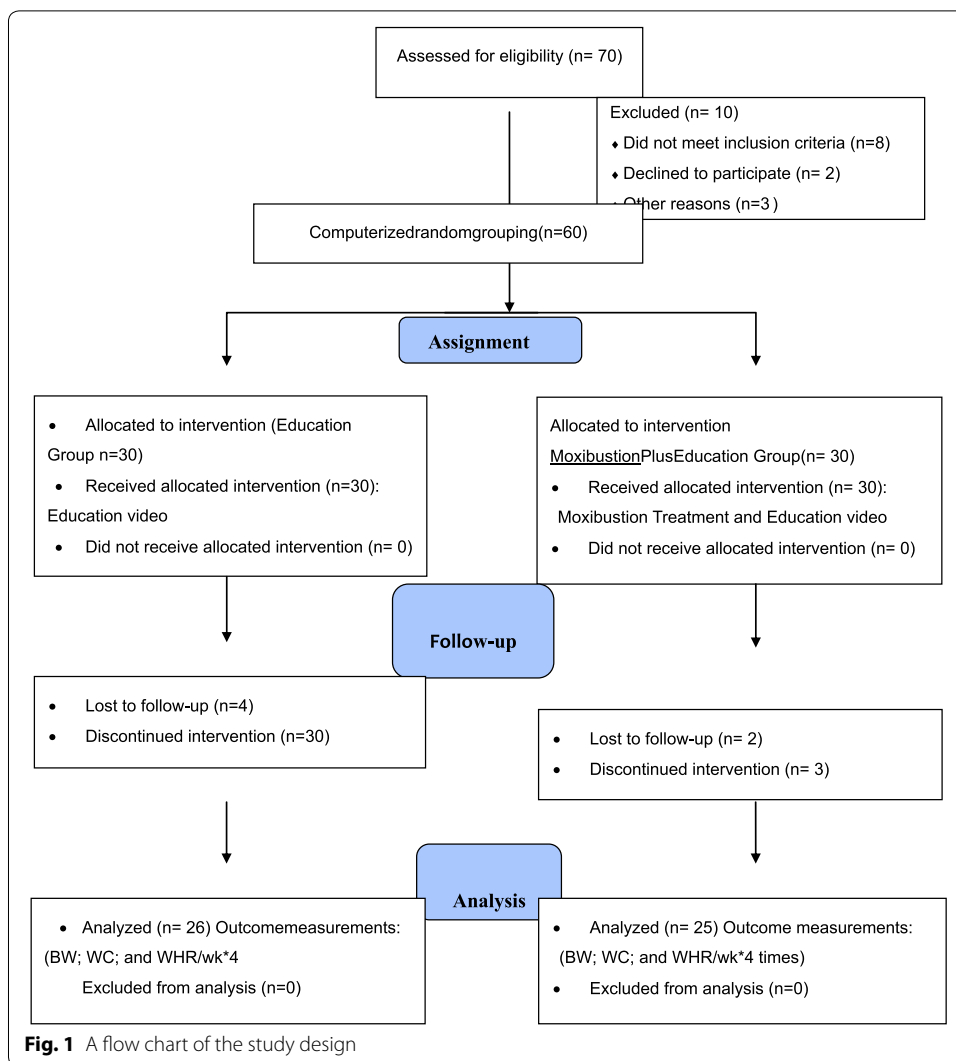 Assessed for eligibility (n= 70)
Excluded (n= 10)
♦ Did not meet inclusion criteria (n=8)
♦ Declined to participate (n= 2)
♦ Other reasons (n=3 )
Computerizedrandomgrouping(n=60)
Assignment
• Allocated to intervention (Education
Group n=30)
• Received allocated intervention (n=30):
Education video
• Did not receive allocated intervention (n= 0)
Allocated to intervention
MoxibustionPlusEducation Group(n= 30)
• Received allocated intervention (n= 30):
Moxibustion Treatment and Education video
• Did not receive allocated intervention (n= 0)
Follow-up
• Lost to follow-up (n=4)
• Discontinued intervention (n=30)
• Lost to follow-up (n= 2)
• Discontinued intervention (n= 3)
Analysis
• Analyzed (n= 26) Outcomemeasurements:
(BW; WC; and WHR/wk*4
Excluded from analysis (n=0)
• Analyzed (n= 25) Outcome measurements:
(BW; WC; and WHR/wk*4 times)
• Excluded from analysis (n=0)
Fig. 1 A flow chart of the study design